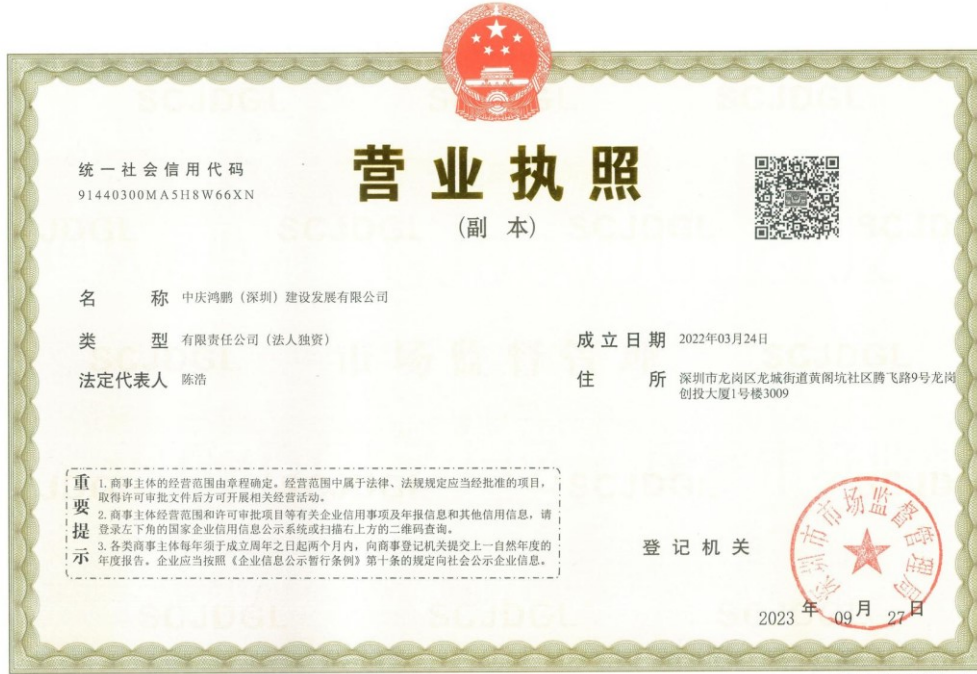 营业执照
(副 本)
统一社会信用代码
91440300MA5H8W66XN
名 称 中庆鸿鹏（深圳）建设发展有限公司
类 型 有限责任公司（法人独资）
法定代表人 陈浩
成立日期 2022年03月24日
住 所 深圳市龙岗区龙城街道黄阁坑社区腾飞路9号龙岗
创投大厦1号楼3009
重要提示
1. 商事主体的经营范围由章程确定。经营范围中属于法律、法规规定应当经批准的项目，
取得许可审批文件后方可开展相关经营活动。
2. 商事主体经营范围和许可审批项目等有关企业信用事项及年报信息和其他信用信息，请
登录左下角的国家企业信用信息公示系统或扫描右上方的二维码查询。
3. 各类商事主体每年须于成立周年之日起两个月内，向商事登记机关提交上一自然年度的
年度报告。企业应当按照《企业信息公示暂行条例》第十条的规定向社会公示企业信息。
登记机关
深圳市市场监督管理局
2023 年 09 月 27 日
SCJDGL